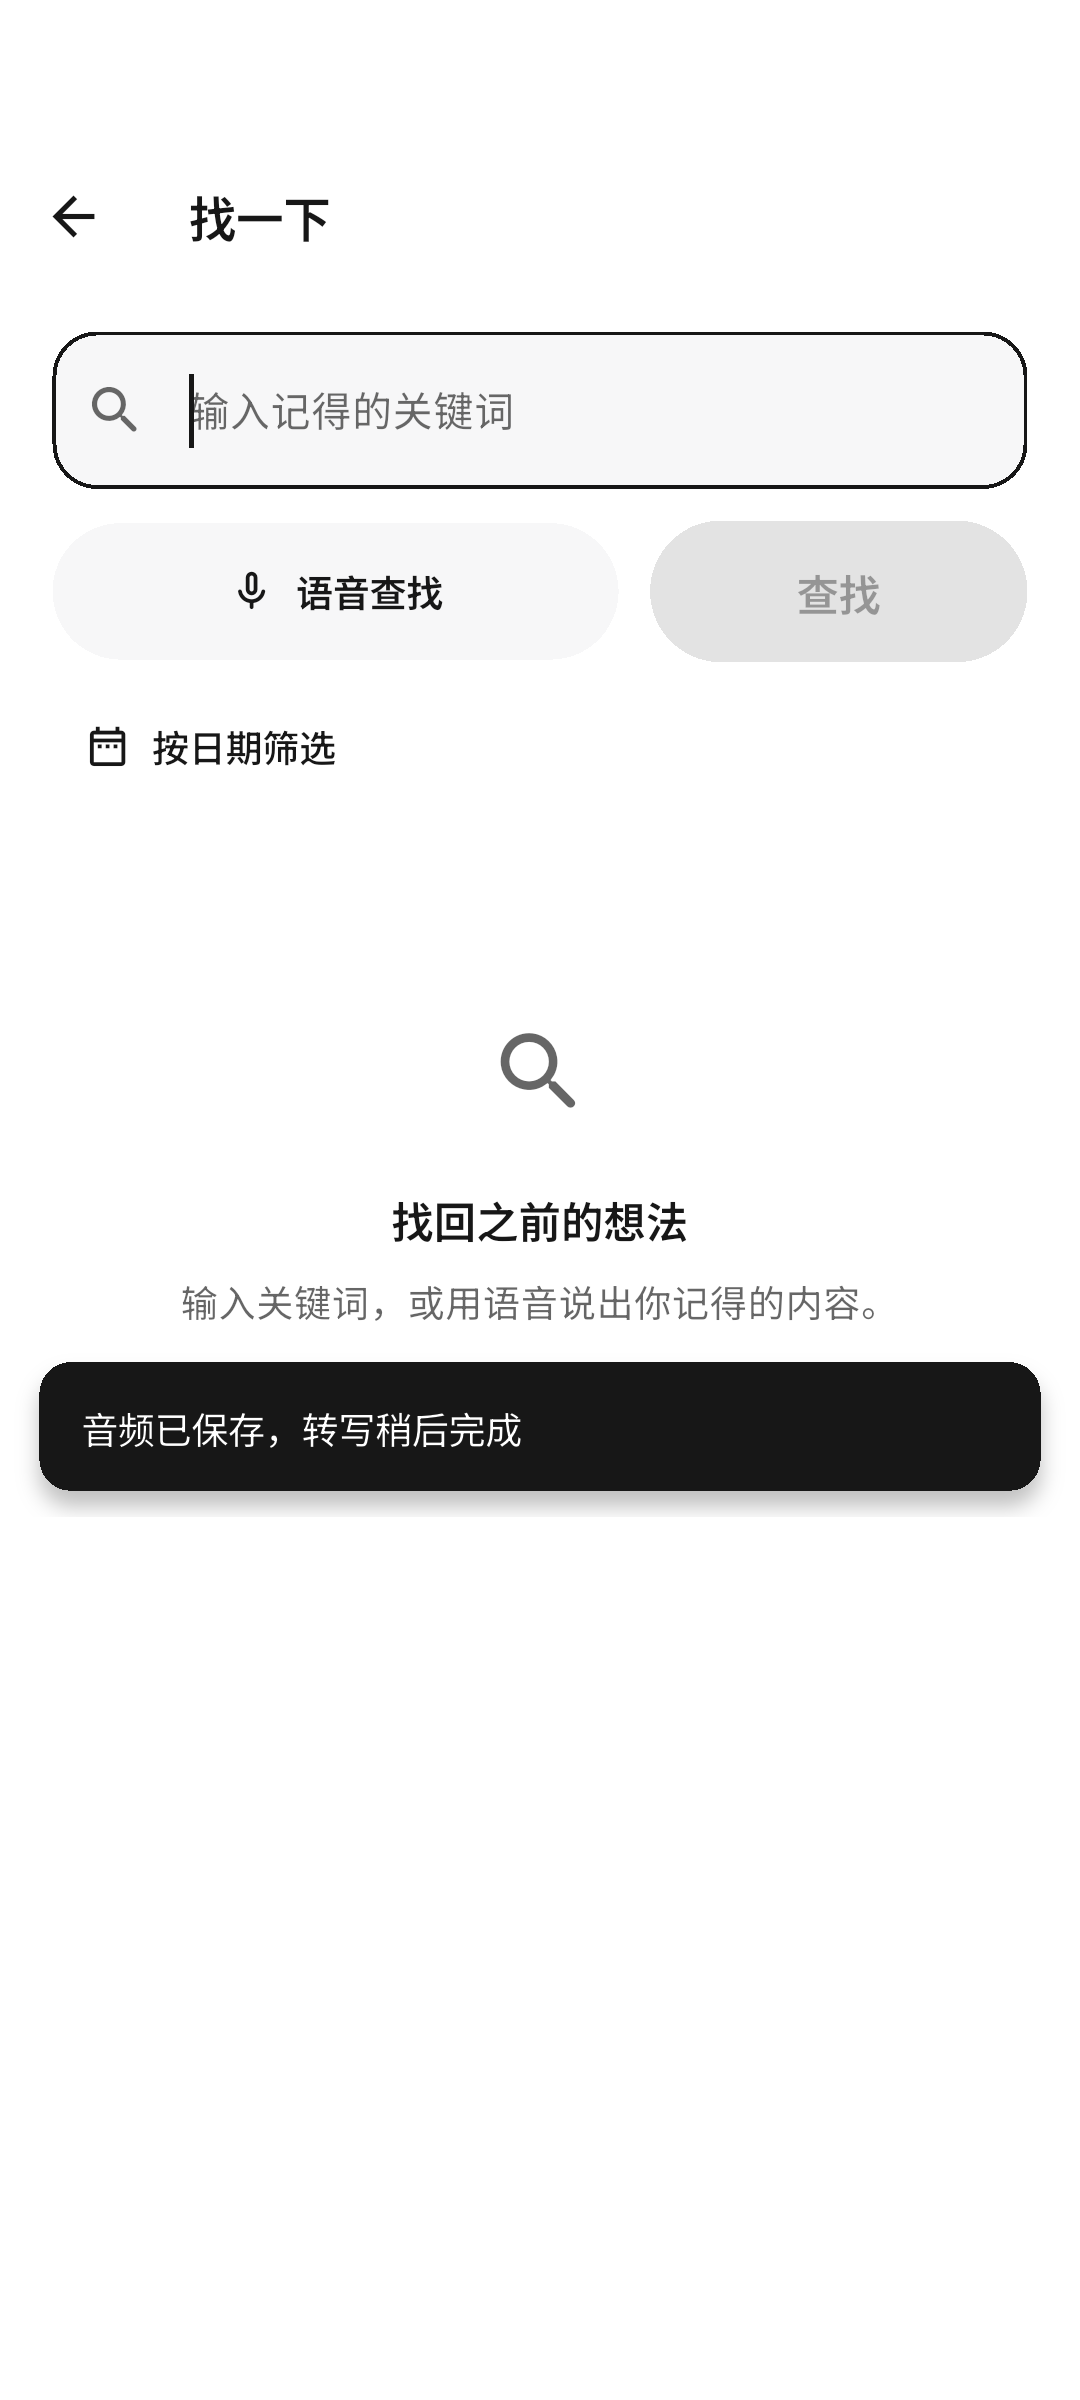 找一下
输入记得的关键词
语音查找
查找
按日期筛选
找回之前的想法
输入关键词，或用语音说出你记得的内容。
音频已保存，转写稍后完成